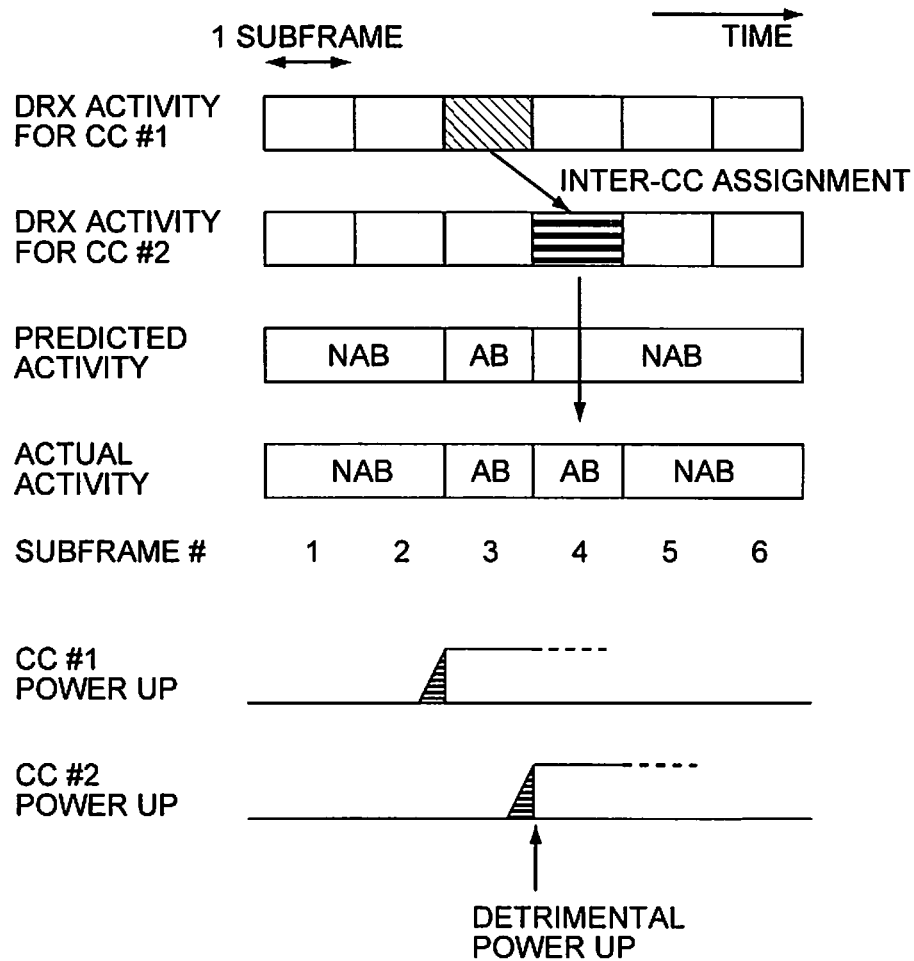 1 SUBFRAME
TIME
DRX ACTIVITY
FOR CC #1
INTER-CC ASSIGNMENT
DRX ACTIVITY
FOR CC #2
PREDICTED
ACTIVITY
NAB AB NAB
ACTUAL
ACTIVITY
NAB AB AB NAB
SUBFRAME # 1 2 3 4 5 6
CC #1
POWER UP
CC #2
POWER UP
DETRIMENTAL
POWER UP